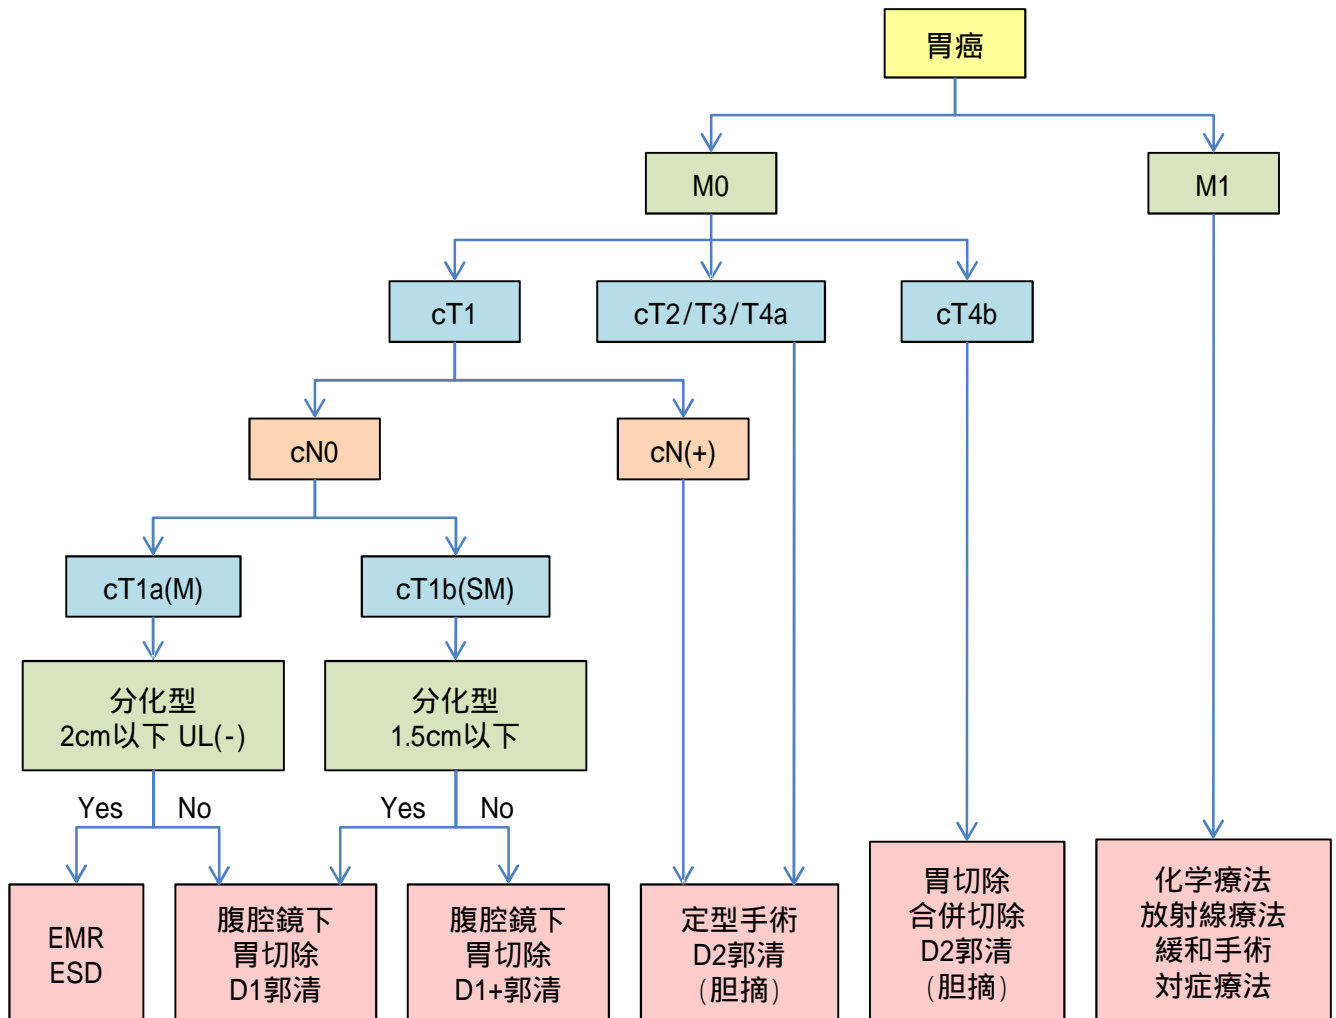 胃癌
M0
M1
cT1
cT2/T3/T4a
cT4b
cN0
cN(+)
cT1a(M)
cT1b(SM)
分化型
2cm以下 UL(-)
分化型
1.5cm以下
Yes
No
Yes
No
EMR
ESD
腹腔鏡下
胃切除
D1郭清
腹腔鏡下
胃切除
D1+郭清
定型手術
D2郭清
(胆摘)
胃切除
合併切除
D2郭清
(胆摘)
化学療法
放射線療法
緩和手術
対症療法